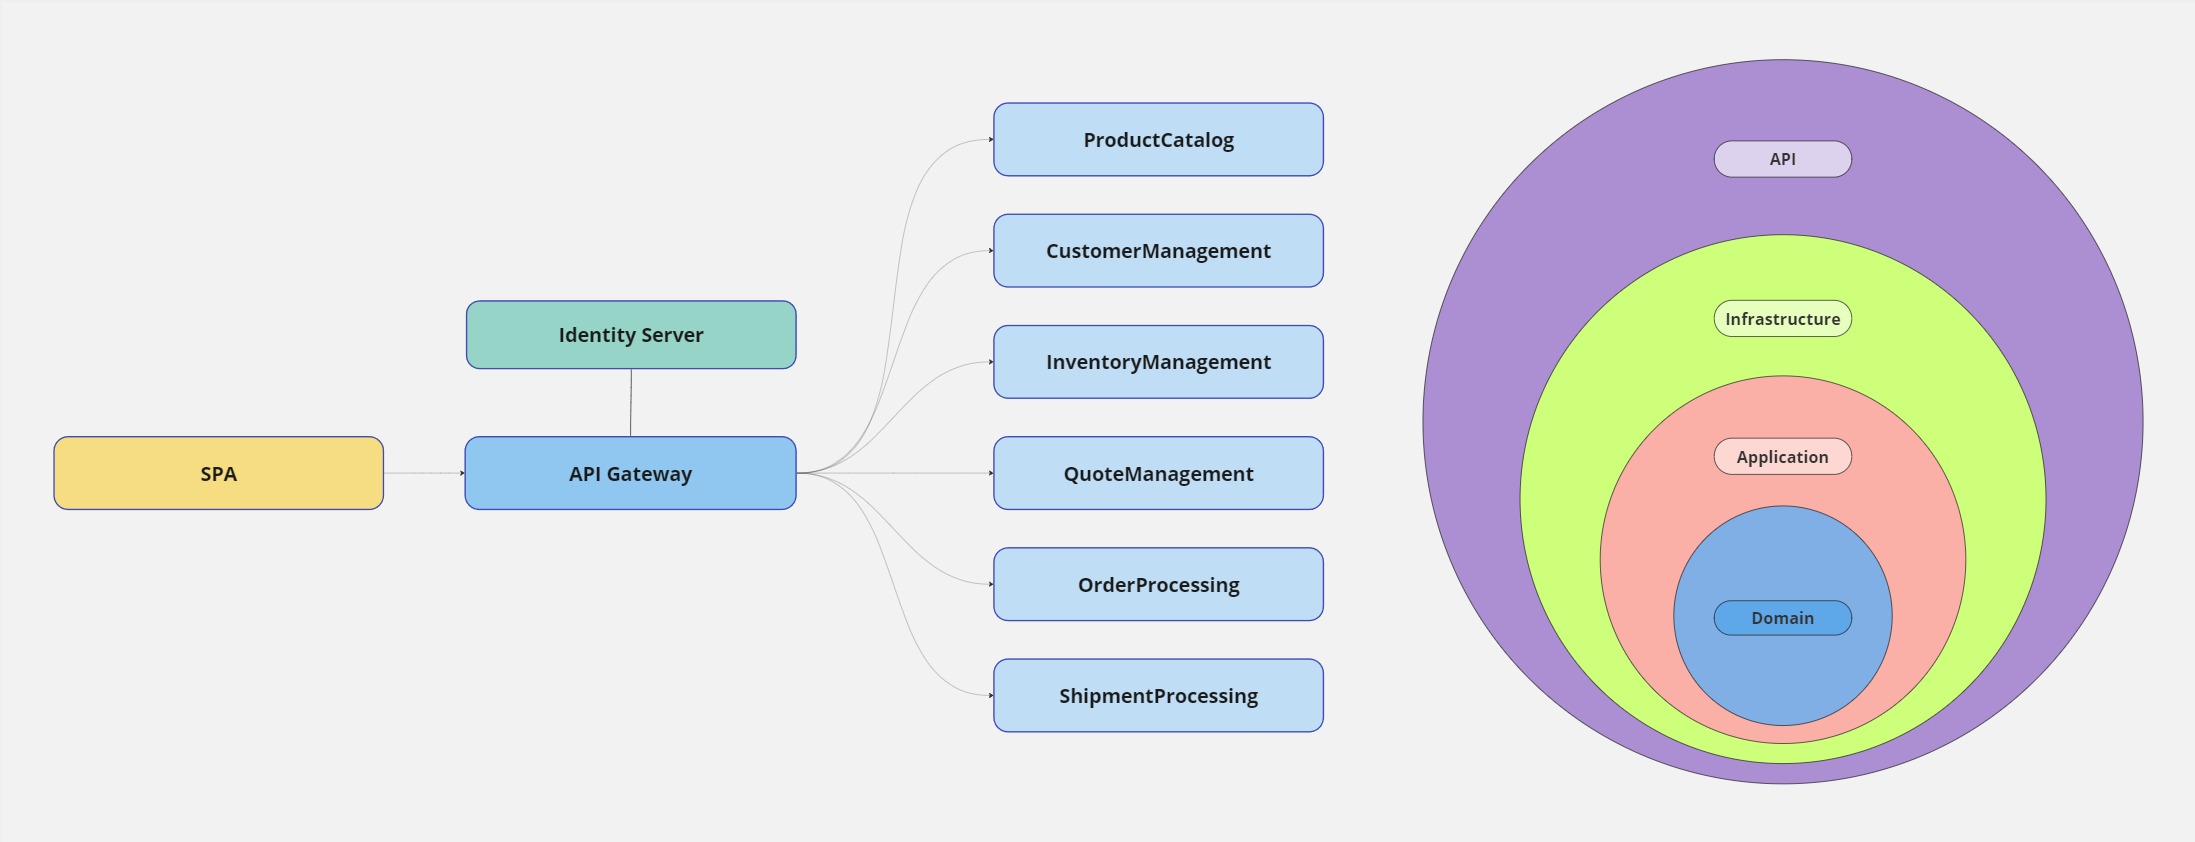 SPA
Identity Server
API Gateway
ProductCatalog
CustomerManagement
InventoryManagement
QuoteManagement
OrderProcessing
ShipmentProcessing
API
Infrastructure
Application
Domain